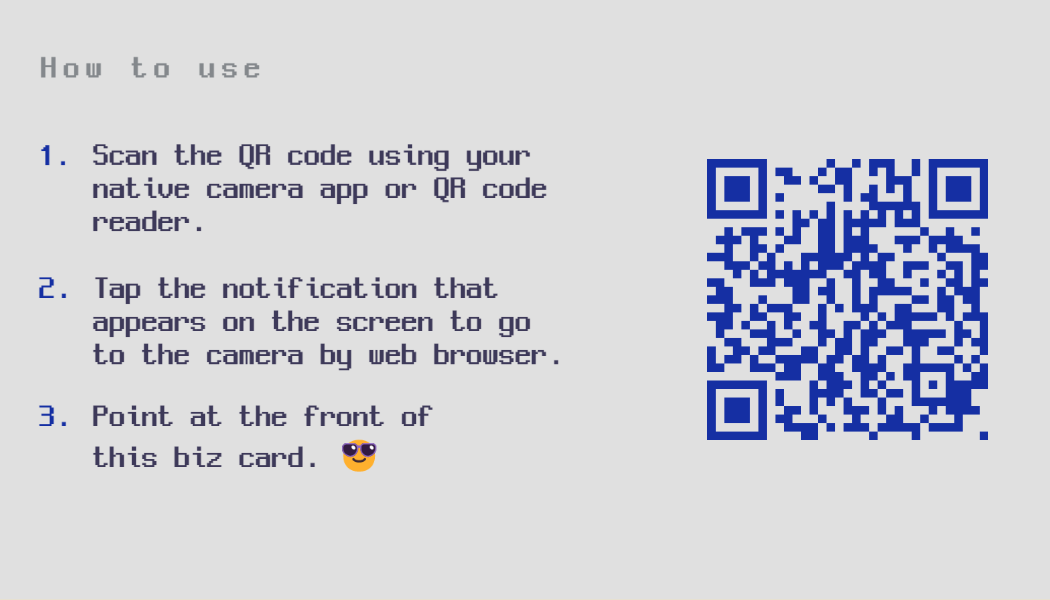 How to use
1. Scan the QR code using your
native camera app or QR code
reader.
2. Tap the notification that
appears on the screen to go
to the camera by web browser.
3. Point at the front of
this biz card. 😎